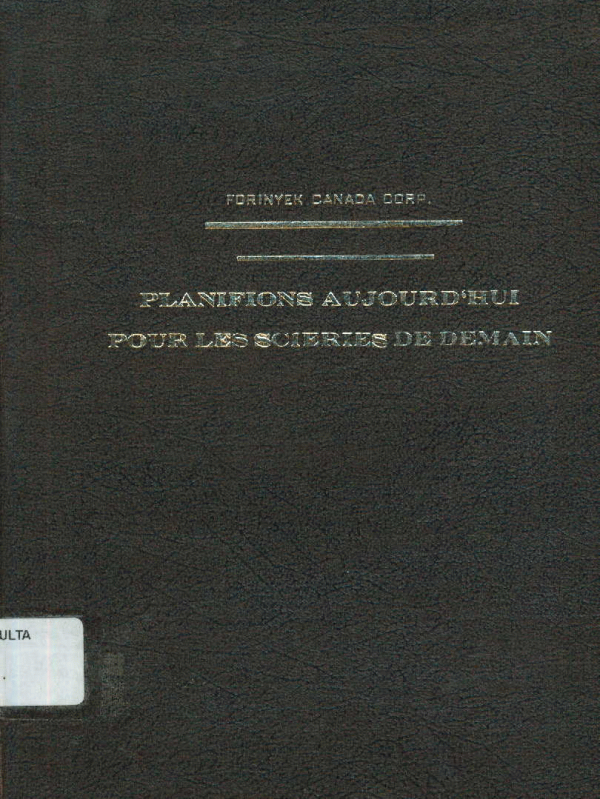 FORINTEK CANADA CORP.
PLANIFIONS AUJOURD'HUI
POUR LES SCIERIES DE DEMAIN
ULTA